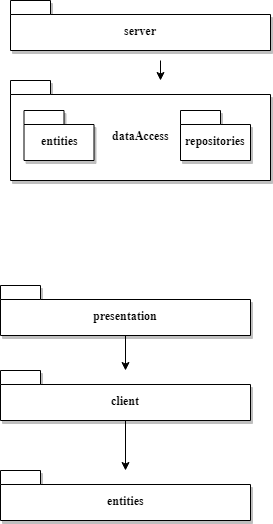 server
entities
dataAccess
repositories
presentation
client
entities